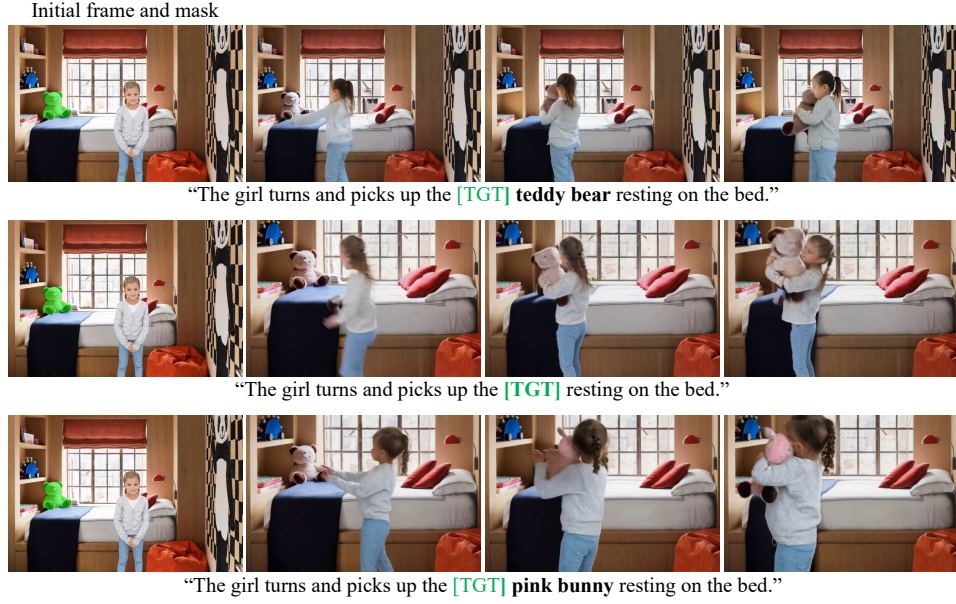 Initial frame and mask
“The girl turns and picks up the [TGT] teddy bear resting on the bed.”
“The girl turns and picks up the [TGT] resting on the bed.”
“The girl turns and picks up the [TGT] pink bunny resting on the bed.”